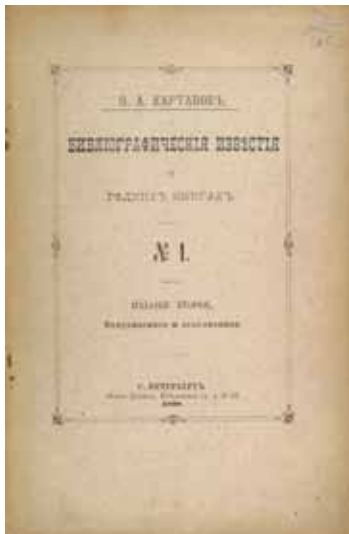 П. А. КАРТАВОВЪ.
БИБЛІОГРАФИЧЕСКІЯ ИЗВѢСТІЯ
О
РѢДКИХЪ КНИГАХЪ
№ 1.
ИЗДАНІЕ ВТОРОЕ,
Исправленное и дополненное
С. ПЕТЕРБУРГЪ.